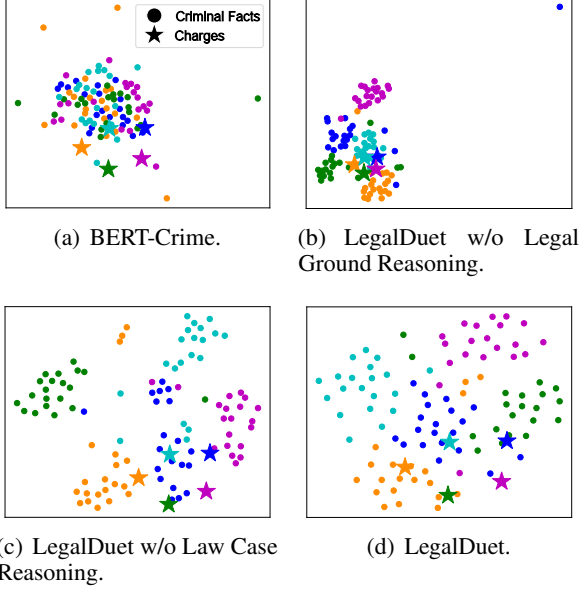 Criminal Facts
Charges
(a) BERT-Crime.
(b) LegalDuet w/o Legal
Ground Reasoning.
(c) LegalDuet w/o Law Case
Reasoning.
(d) LegalDuet.